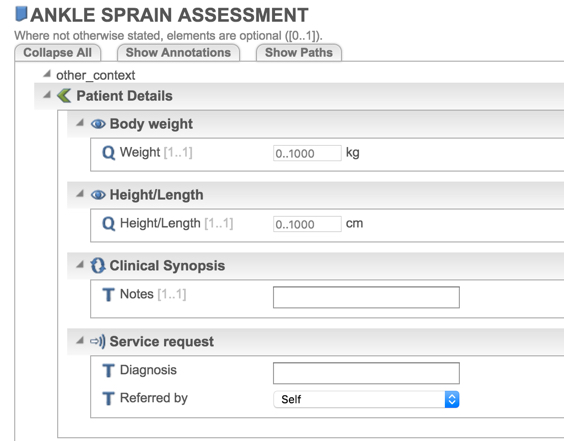 ANKLE SPRAIN ASSESSMENT
Where not otherwise stated, elements are optional ([0..1]).
Collapse All Show Annotations Show Paths
other_context
Patient Details
Body weight
Q Weight [1..1] 0..1000 kg
Height/Length
Q Height/Length [1..1] 0..1000 cm
Clinical Synopsis
T Notes [1..1]
Service request
T Diagnosis
T Referred by Self